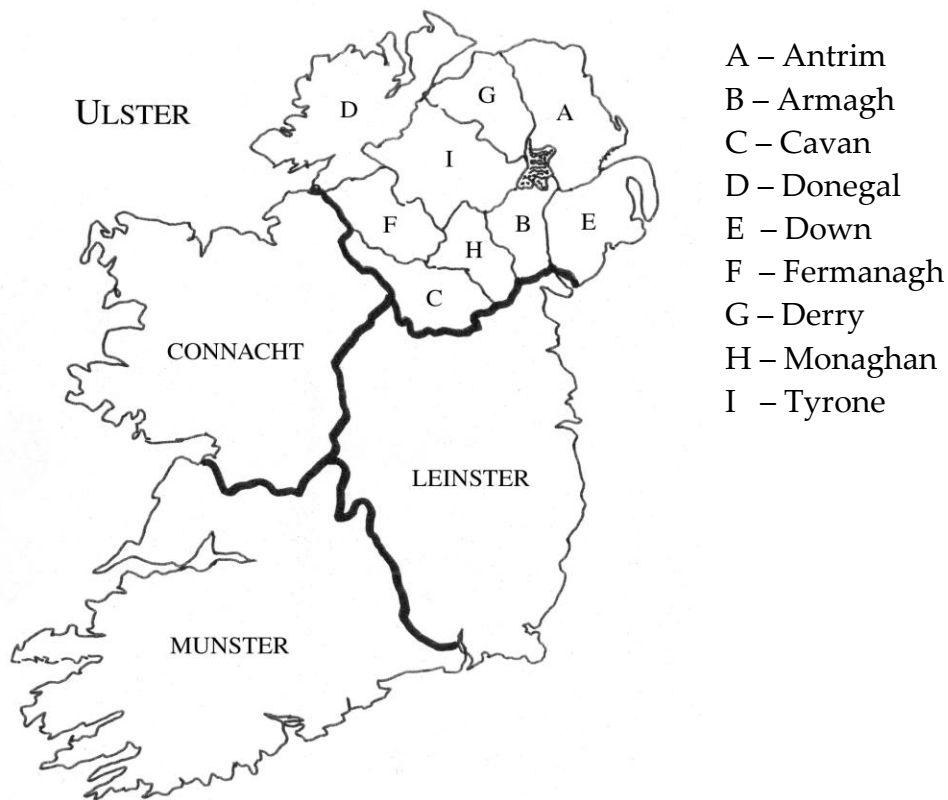 ULSTER
D
G
A
I
F
B
E
H
C
CONNACHT
LEINSTER
MUNSTER
A – Antrim
B – Armagh
C – Cavan
D – Donegal
E – Down
F – Fermanagh
G – Derry
H – Monaghan
I – Tyrone